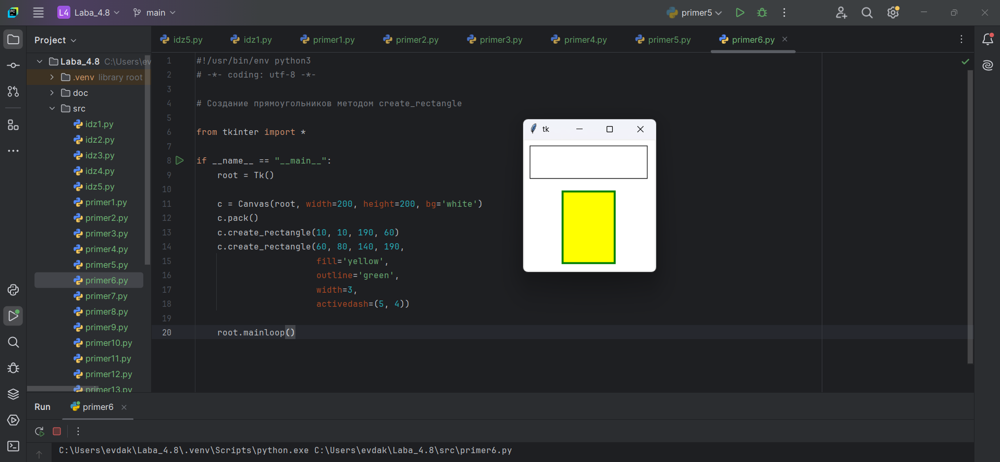 L4 Laba_4.8 main primer5
Project
idz5.py idz1.py primer1.py primer2.py primer3.py primer4.py primer5.py primer6.py
Laba_4.8 C:\Users\ev
.venv library root
doc
src
idz1.py
idz2.py
idz3.py
idz4.py
idz5.py
primer1.py
primer2.py
primer3.py
primer4.py
primer5.py
primer6.py
primer7.py
primer8.py
primer9.py
primer10.py
primer11.py
primer12.py
primer13.py
1 #!/usr/bin/env python3
2 # -*- coding: utf-8 -*-
3
4 # Создание прямоугольников методом create_rectangle
5
6 from tkinter import *
7
8 if __name__ == "__main__":
9     root = Tk()
10
11     c = Canvas(root, width=200, height=200, bg='white')
12     c.pack()
13     c.create_rectangle(10, 10, 190, 60)
14     c.create_rectangle(60, 80, 140, 190,
15                        fill='yellow',
16                        outline='green',
17                        width=3,
18                        activedash=(5, 4))
19
20     root.mainloop()
tk
Run primer6
C:\Users\evdak\Laba_4.8\.venv\Scripts\python.exe C:\Users\evdak\Laba_4.8\src\primer6.py